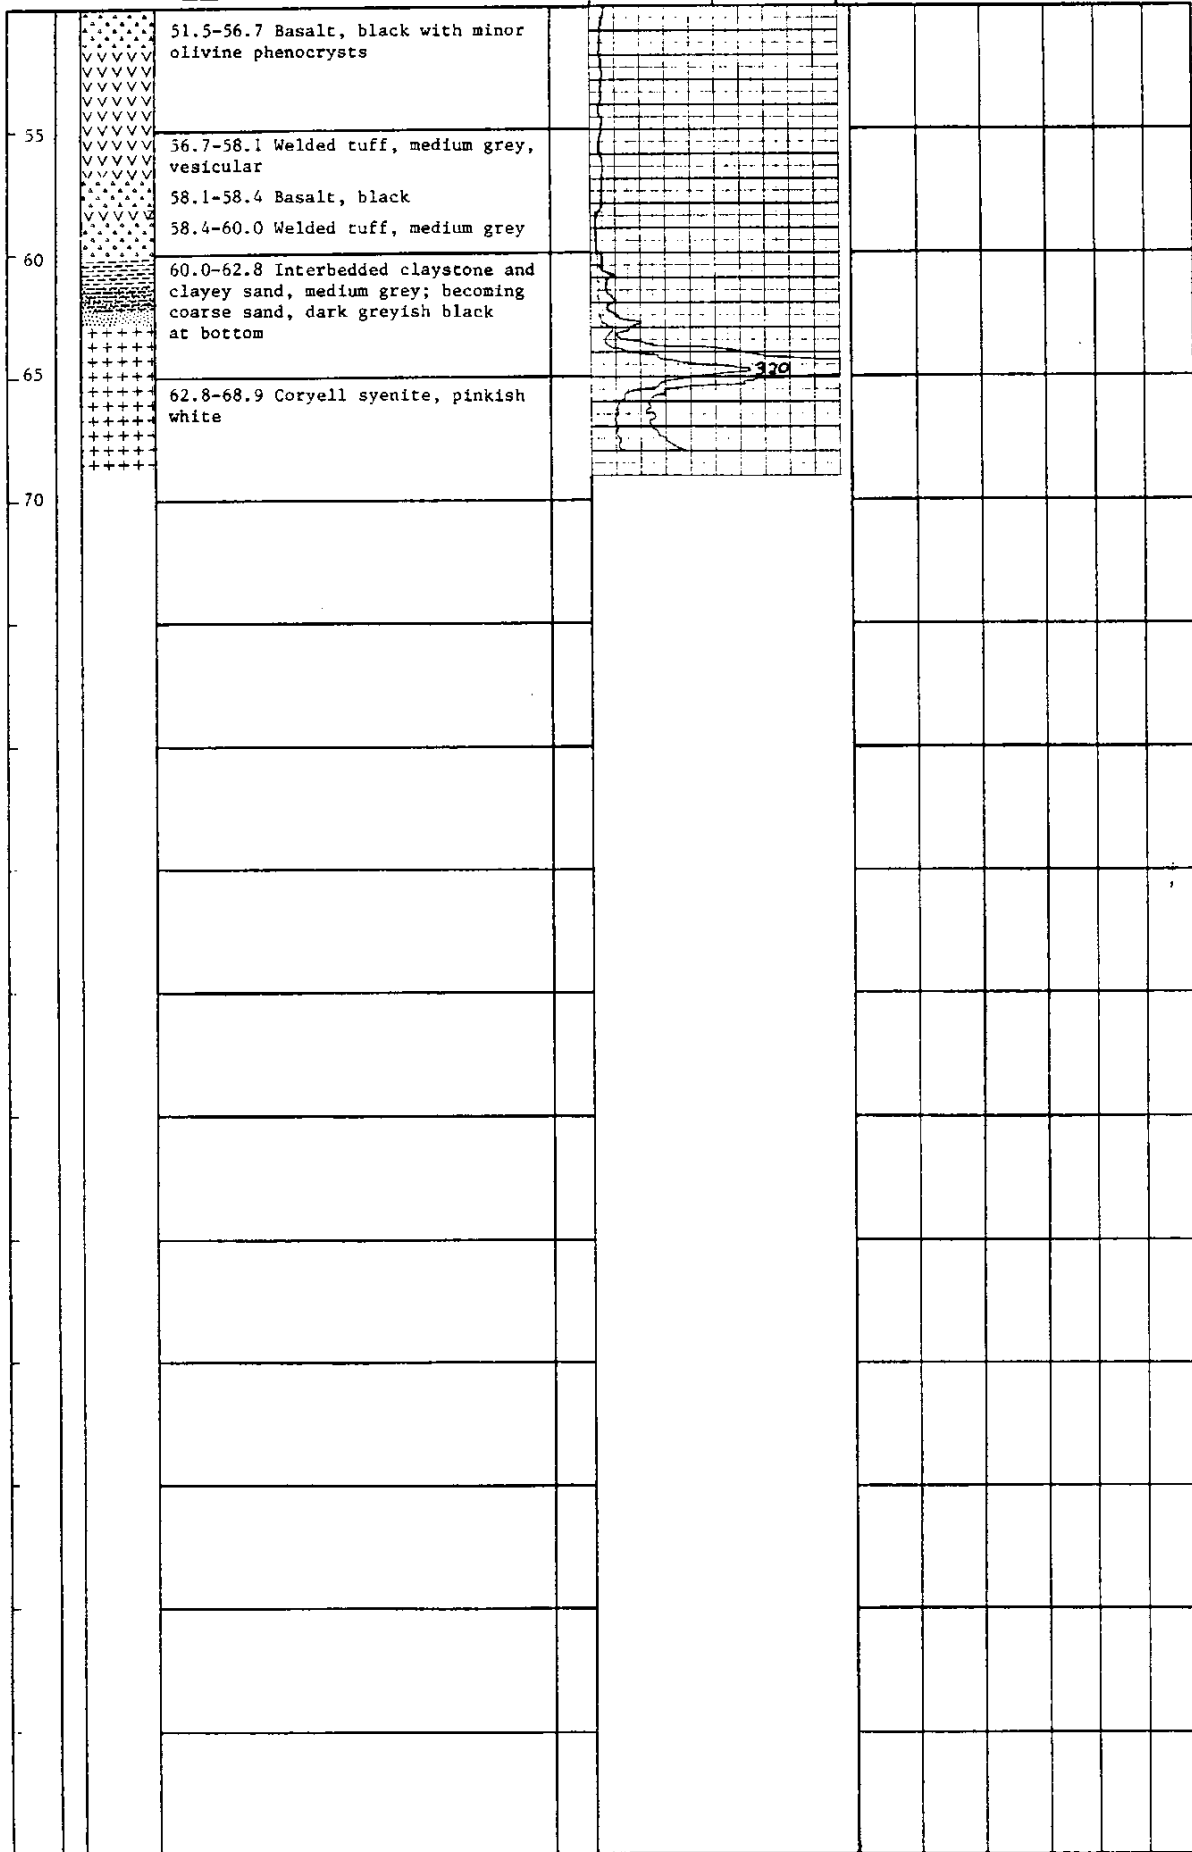 51.5-56.7 Basalt, black with minor
olivine phenocrysts
55
56.7-58.1 Welded tuff, medium grey,
vesicular
58.1-58.4 Basalt, black
58.4-60.0 Welded tuff, medium grey
60
60.0-62.8 Interbedded claystone and
clayey sand, medium grey; becoming
coarse sand, dark greyish black
at bottom
320
65
62.8-68.9 Coryell syenite, pinkish
white
70